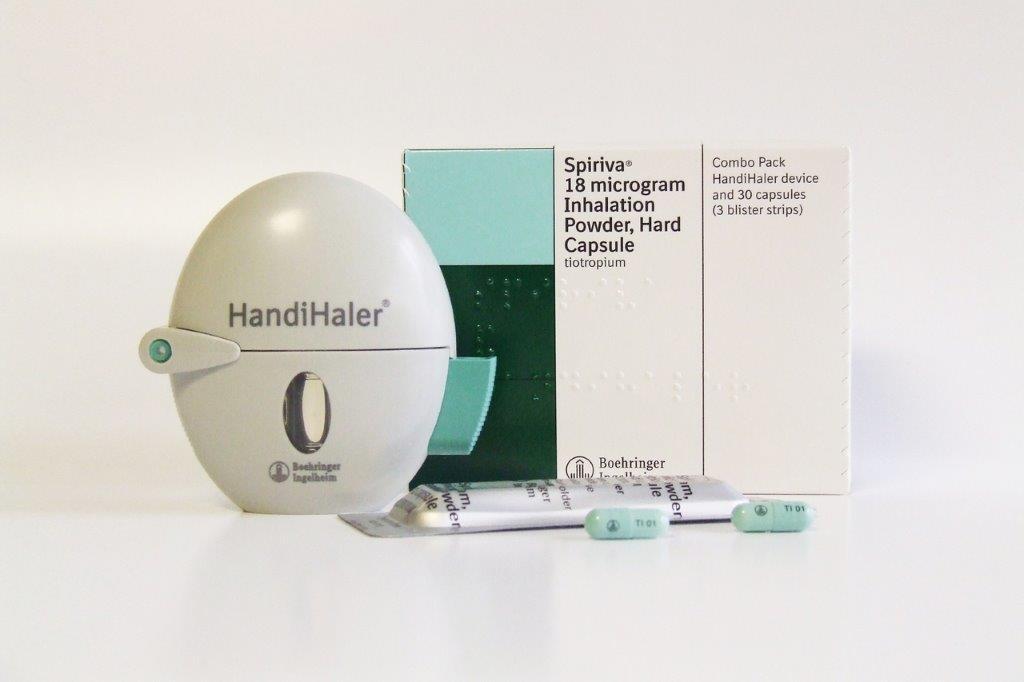 HandiHaler®
Boehringer
Ingelheim
Spiriva®
18 microgram
Inhalation
Powder, Hard
Capsule
tiotropium
Combo Pack
HandiHaler device
and 30 capsules
(3 blister strips)
Boehringer
Ingelheim
TI 01
TI 01